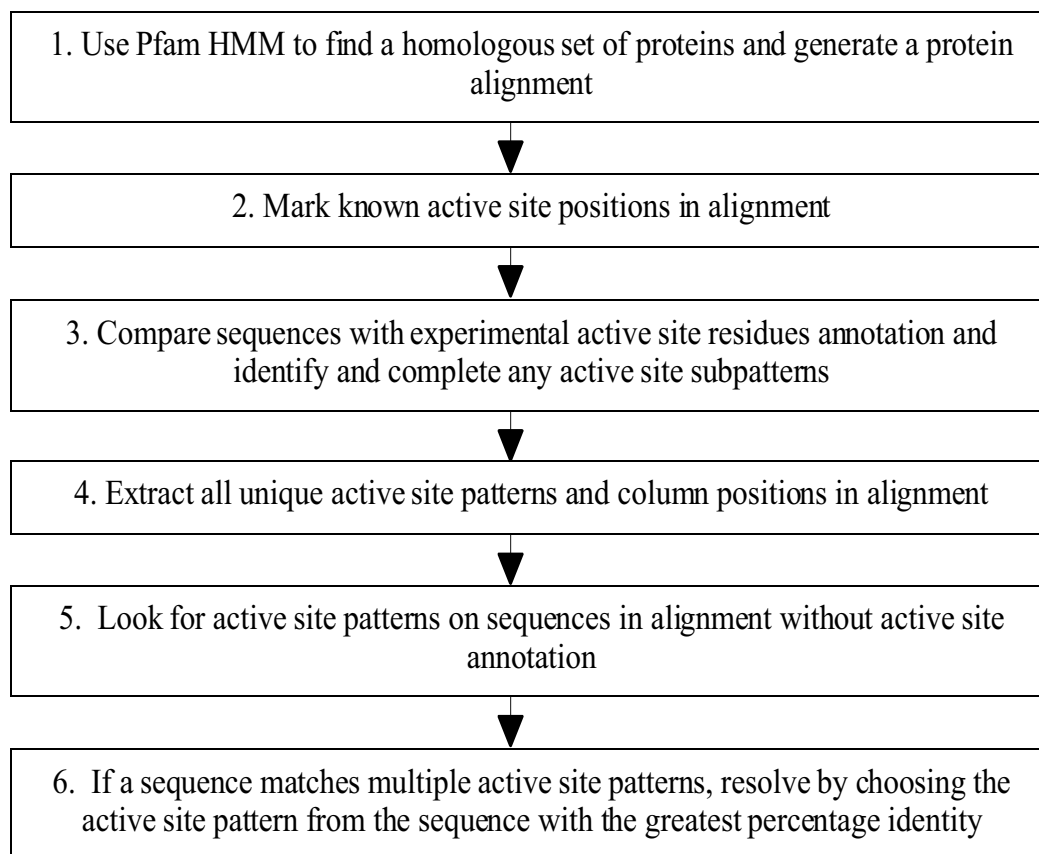 1. Use Pfam HMM to find a homologous set of proteins and generate a protein
alignment
2. Mark known active site positions in alignment
3. Compare sequences with experimental active site residues annotation and
identify and complete any active site subpatterns
4. Extract all unique active site patterns and column positions in alignment
5. Look for active site patterns on sequences in alignment without active site
annotation
6. If a sequence matches multiple active site patterns, resolve by choosing the
active site pattern from the sequence with the greatest percentage identity